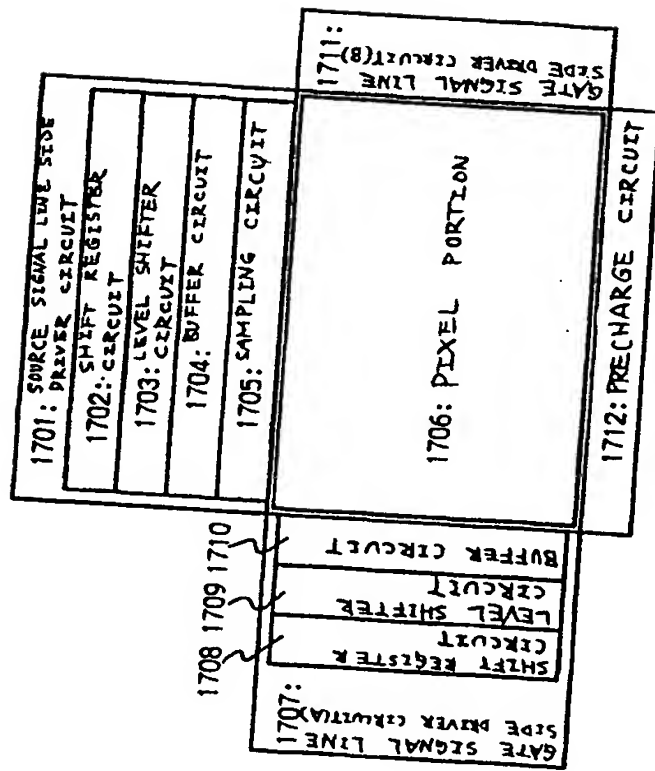 1701: SOURCE SIGNAL LINE SIDE
DRIVER CIRCUIT
1702: SHIFT REGISTER
CIRCUIT
1703: LEVEL SHIFTER
CIRCUIT
1704: BUFFER CIRCUIT
1705: SAMPLING CIRCUIT
1706: PIXEL PORTION
1707:
GATE SIGNAL LINE
SIDE DRIVER CIRCUIT(A)
1708
SHIFT REGISTER
CIRCUIT
1709
LEVEL SHIFTER
CIRCUIT
1710
BUFFER CIRCUIT
1711:
GATE SIGNAL LINE
SIDE DRIVER CIRCUIT(B)
1712: PRECHARGE CIRCUIT